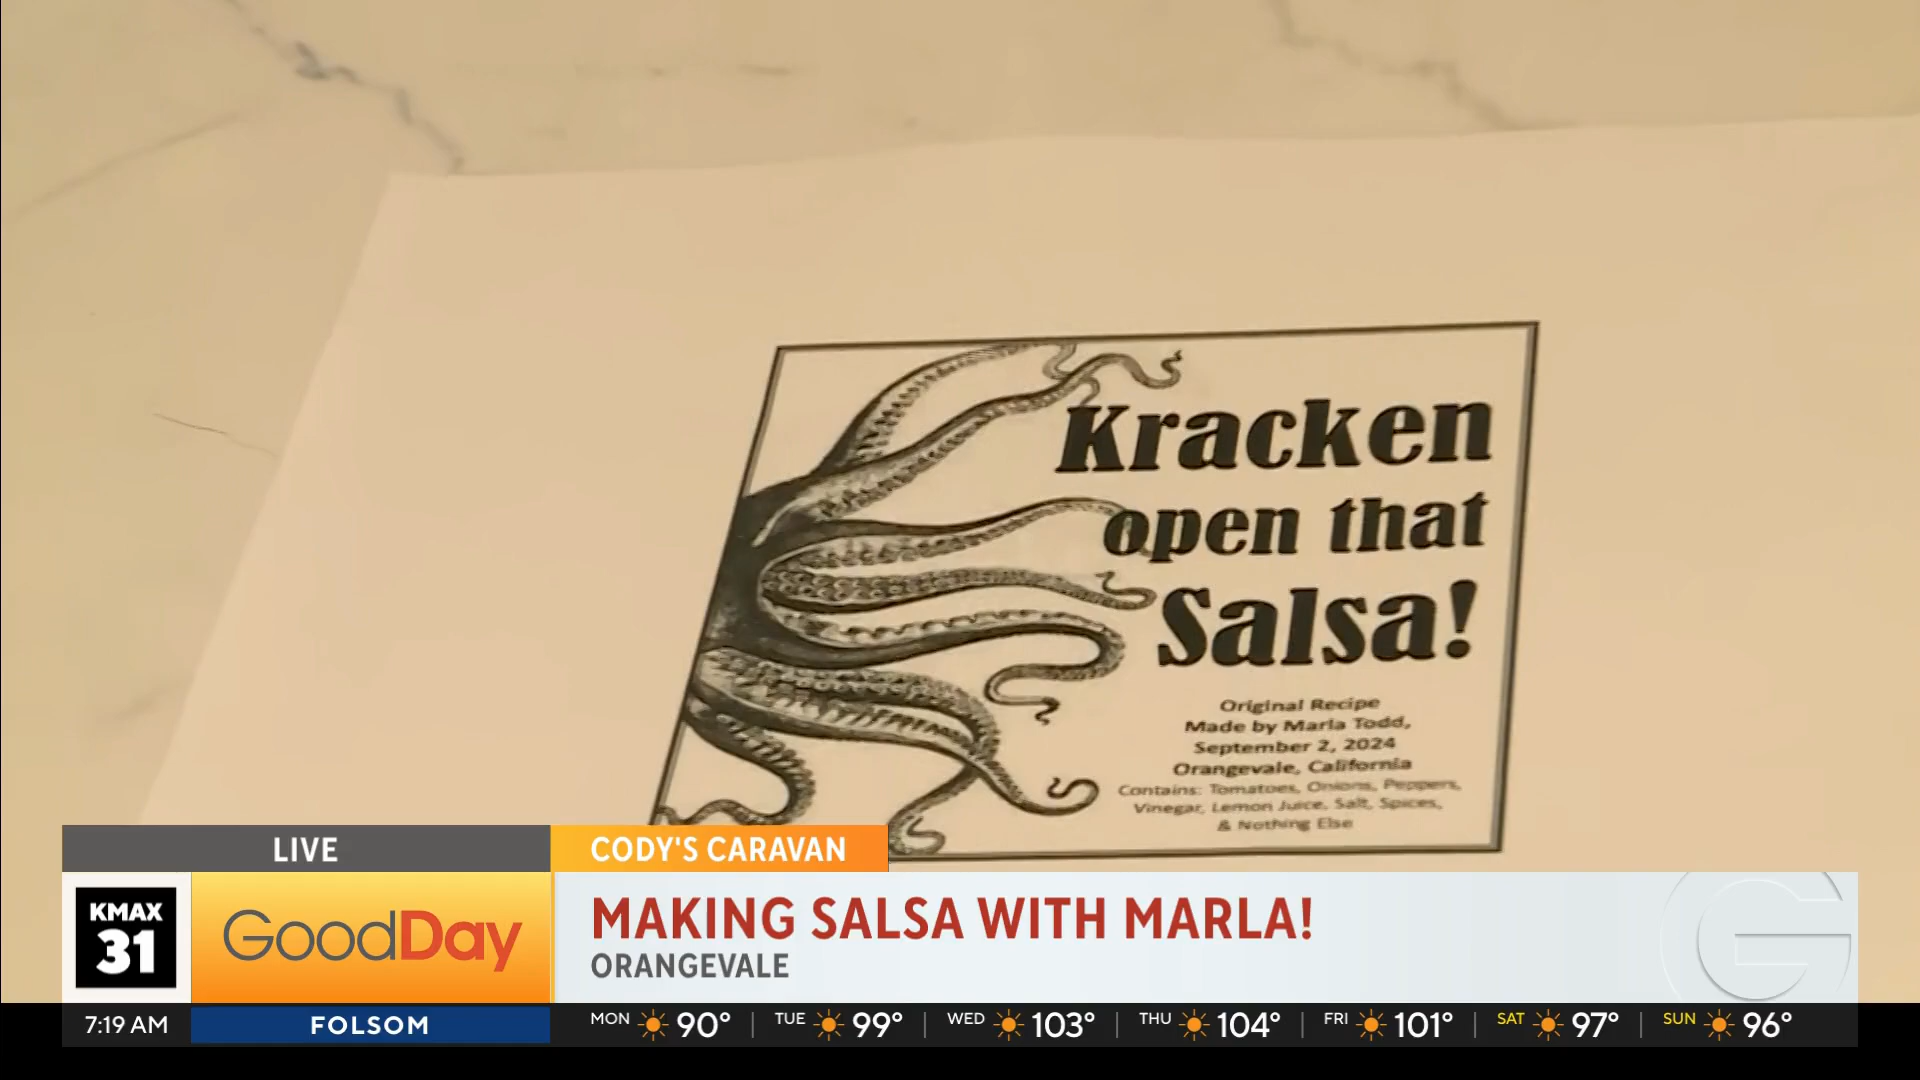 Kracken
open that
Salsa!
Original Recipe
Made by Marla Todd,
September 2, 2024
Orangevale, California
Contains: Tomatoes, Onions, Peppers,
Vinegar, Lemon Juice, Salt, Spices,
& Nothing Else
LIVE
CODY'S CARAVAN
KMAX
31
GoodDay
MAKING SALSA WITH MARLA!
ORANGEVALE
G
7:19 AM
FOLSOM
MON 90° TUE 99° WED 103° THU 104° FRI 101° SAT 97° SUN 96°